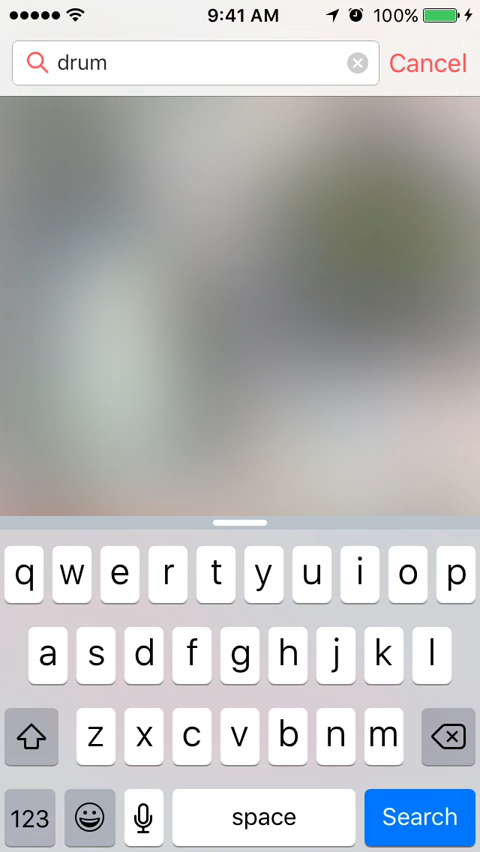 9:41 AM 100%
drum Cancel
q w e r t y u i o p
a s d f g h j k l
z x c v b n m
123 space Search